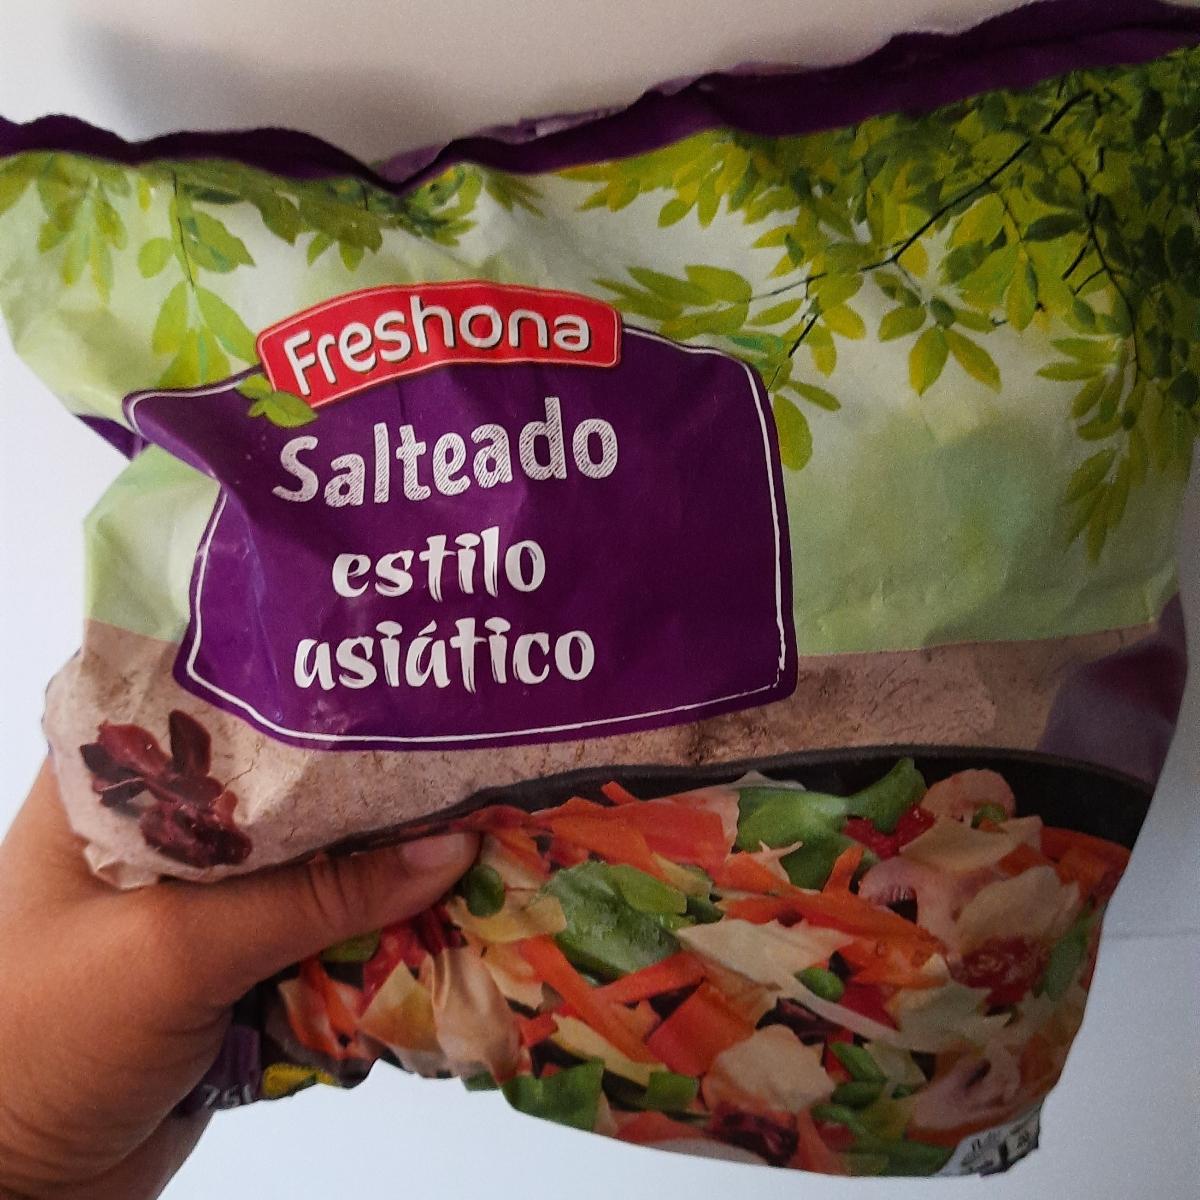 Freshona
Salteado
estilo
asiático